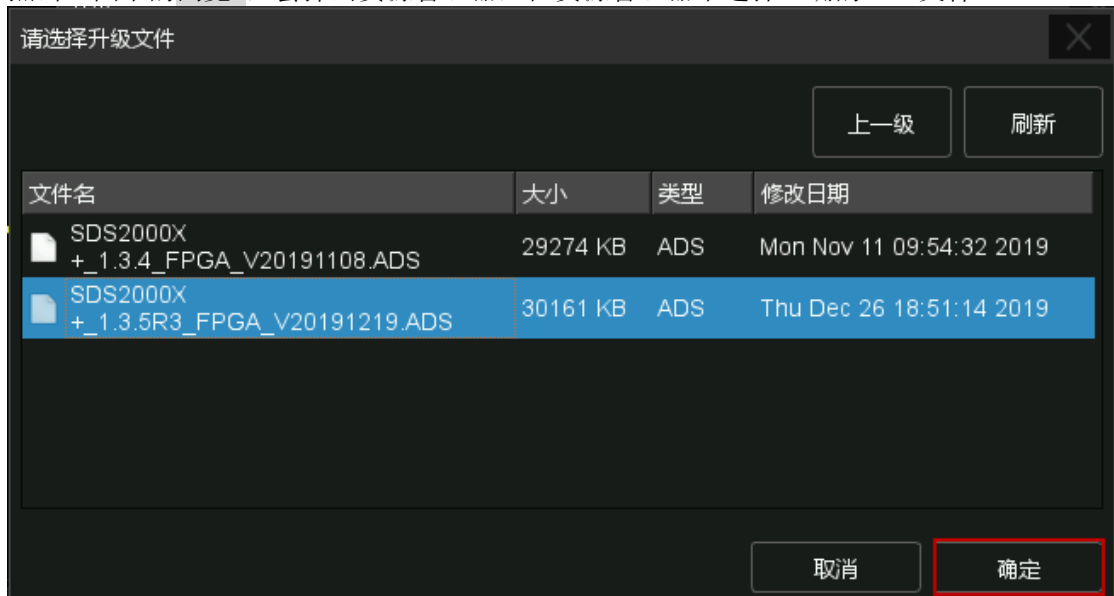 请选择升级文件
上一级
刷新
文件名
大小
类型
修改日期
SDS2000X
+_1.3.4_FPGA_V20191108.ADS
29274 KB
ADS
Mon Nov 11 09:54:32 2019
SDS2000X
+_1.3.5R3_FPGA_V20191219.ADS
30161 KB
ADS
Thu Dec 26 18:51:14 2019
取消
确定